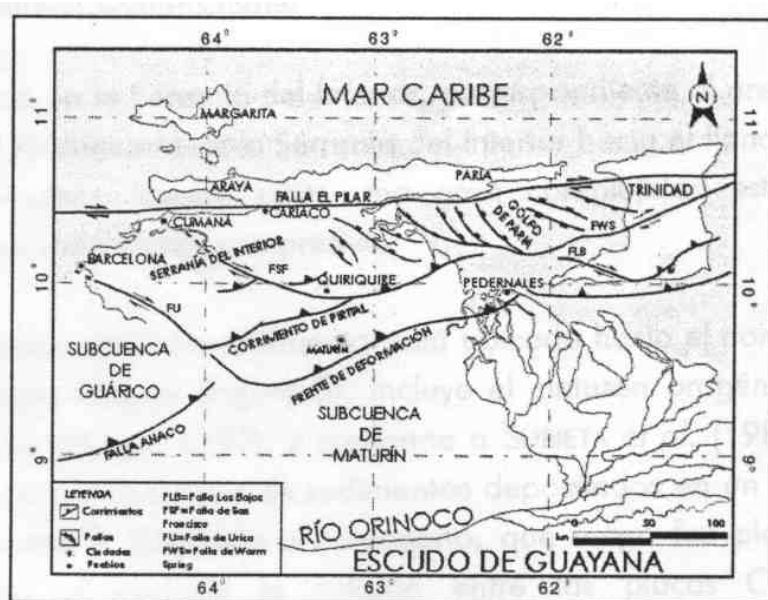 64°
63°
62°
MAR CARIBE
N
11°
11°
MARGARITA
ARAYA
PARIA
TRINIDAD
FALLA EL PILAR
CUMANA
CARIACO
GOLFO
DE PARIA
FWS
BARCELONA
SERRANÍA DEL INTERIOR
FSF
FLB
10°
10°
QUIRIQUIRE
PEDERNALES
FU
CORRIMIENTO DE PIRITAL
MATURIN
FRENTE DE DEFORMACIÓN
SUBCUENCA
DE
GUÁRICO
SUBCUENCA
DE
MATURÍN
FALLA ANACO
9°
9°
LEYENDA
Corrimientos
Fallas
Ciudades
Pueblos
FLB=Falla Los Bajos
FSF=Falla de San
Francisco
FU=Falla de Urica
FWS=Falla de Warm
Spring
RÍO ORINOCO
0
50
100
km
ESCUDO DE GUAYANA
64°
63°
62°